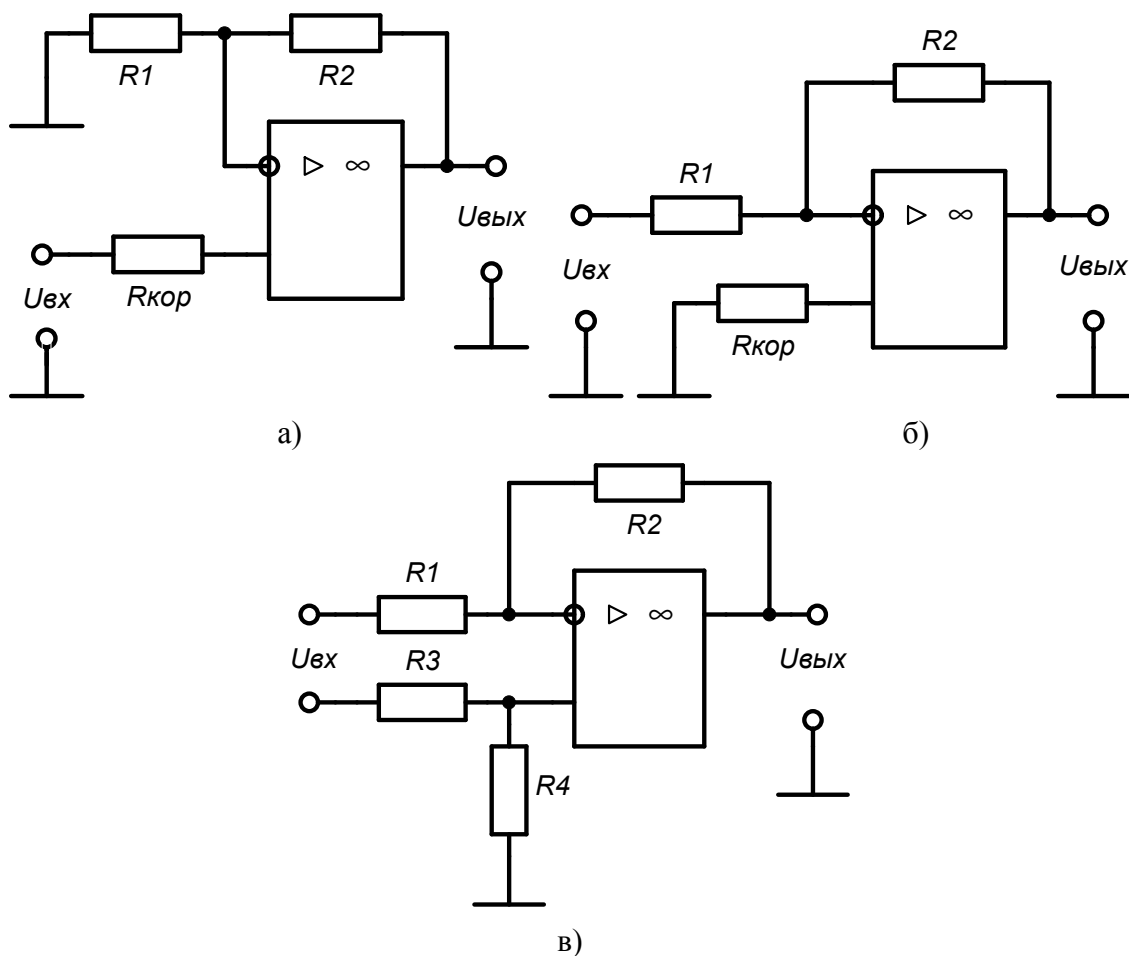 R1
R2
▷ ∞
Uвых
Uвх
Rкор
а)
R2
R1
▷ ∞
Uвх
Uвых
Rкор
б)
R2
R1
▷ ∞
Uвх
R3
Uвых
R4
в)